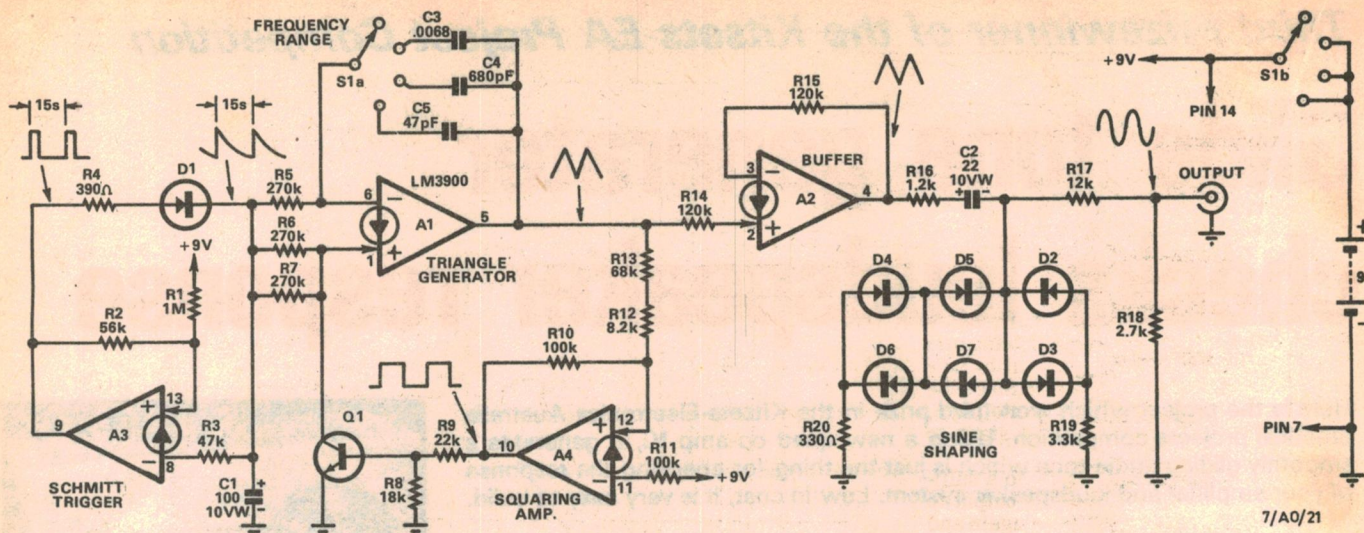 FREQUENCY
RANGE
S1a
C3
.0068
C4
680pF
C5
47pF
15s
15s
R4
390Ω
D1
R5
270k
R6
270k
R7
270k
+9V
R1
1M
R2
56k
13
+
9
A3
−
8
R3
47k
SCHMITT
TRIGGER
C1
100
10VW
+
−
LM3900
6
−
A1
5
+
1
TRIANGLE
GENERATOR
Q1
R8
18k
R9
22k
R10
100k
10
12
+
A4
−
11
R11
100k
+9V
SQUARING
AMP.
R13
68k
R12
8.2k
R14
120k
R15
120k
BUFFER
3
−
A2
4
+
2
R16
1.2k
C2
22
10VW
+
−
R17
12k
OUTPUT
R18
2.7k
D4
D5
D2
D6
D7
D3
R20
330Ω
R19
3.3k
SINE
SHAPING
+9V
PIN 14
S1b
+
−
PIN 7
7/AO/21